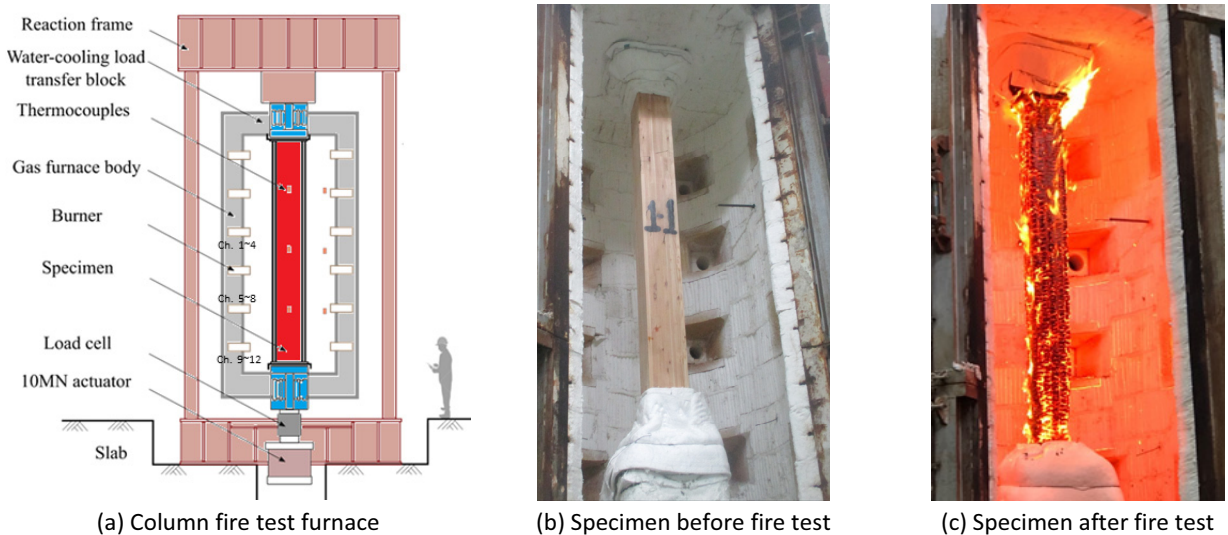 Reaction frame
Water-cooling load
transfer block
Thermocouples
Gas furnace body
Burner
Ch. 1~4
Specimen
Ch. 5~8
Load cell
Ch. 9~12
10MN actuator
Slab
1-1
(a) Column fire test furnace
(b) Specimen before fire test
(c) Specimen after fire test